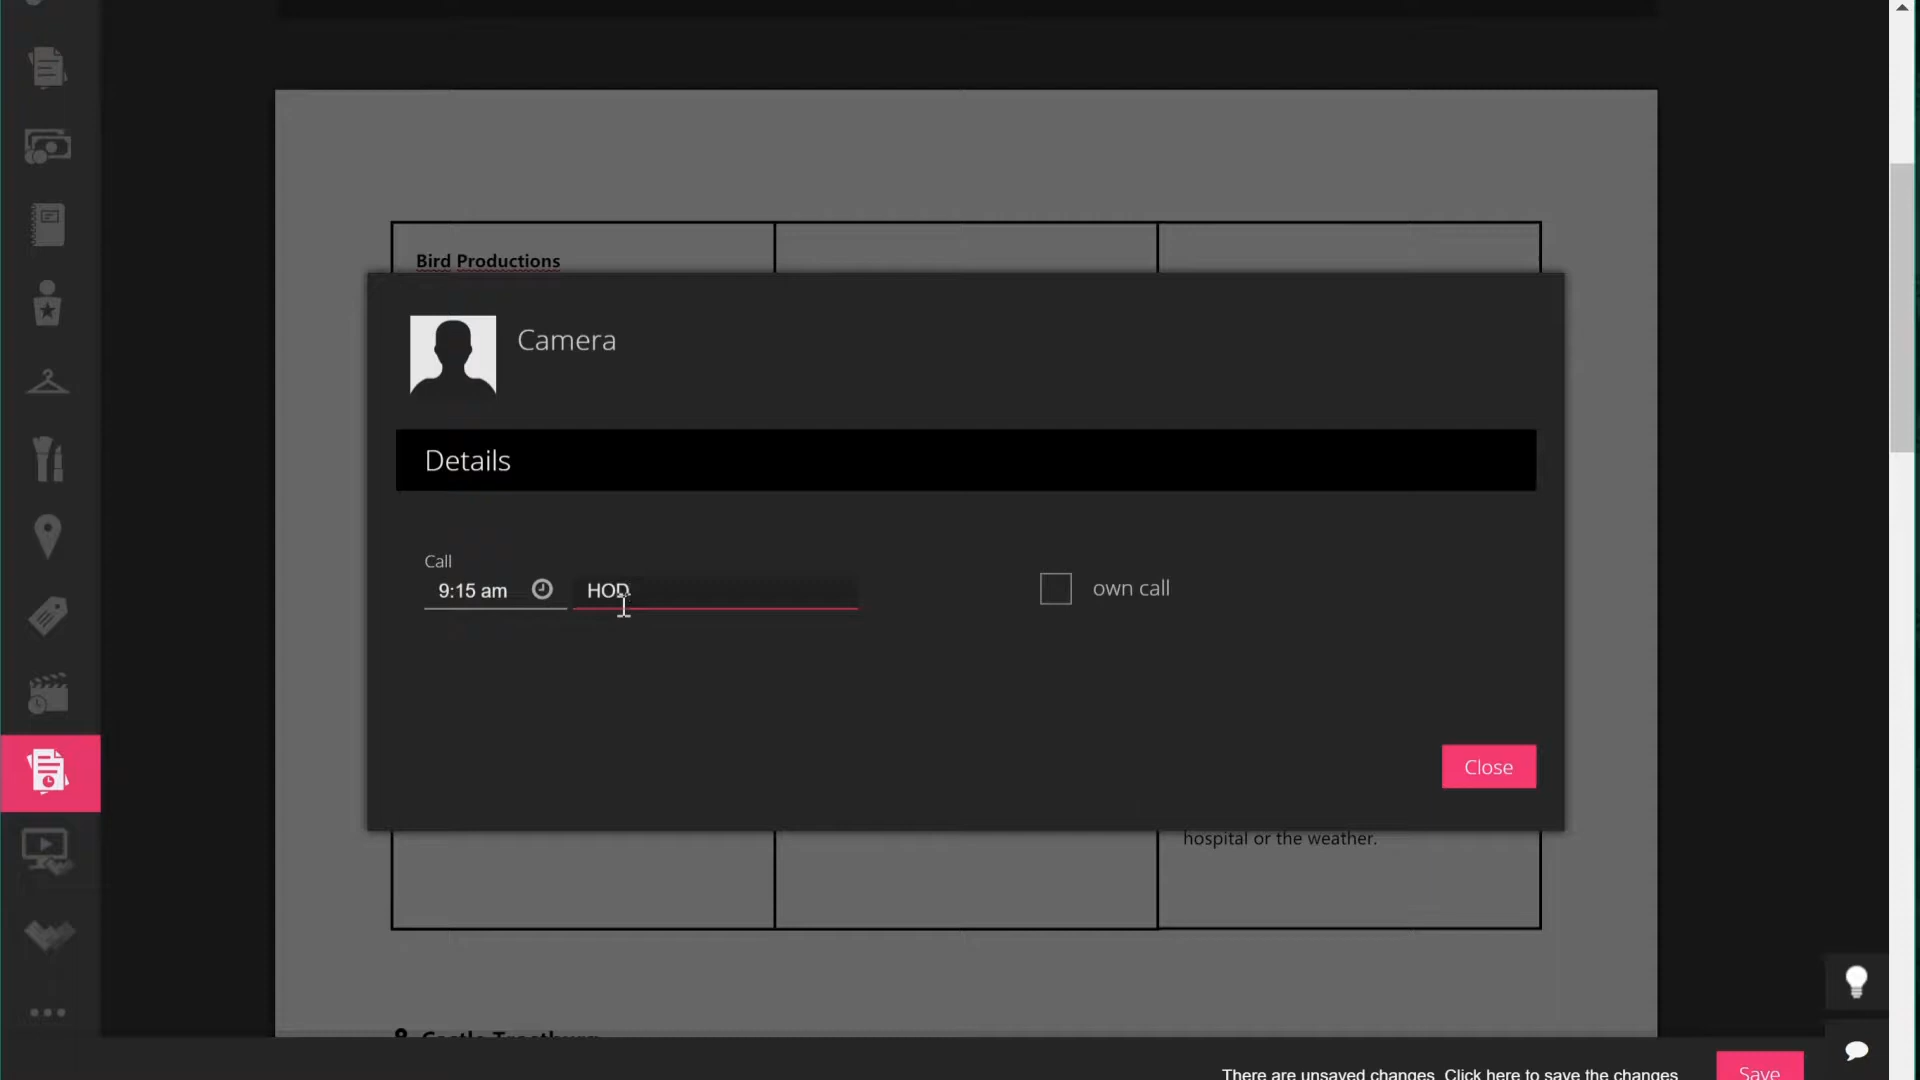 Bird Productions
Camera
Details
Call
9:15 am
HOD
own call
Close
hospital or the weather.
There are unsaved changes. Click here to save the changes
Save